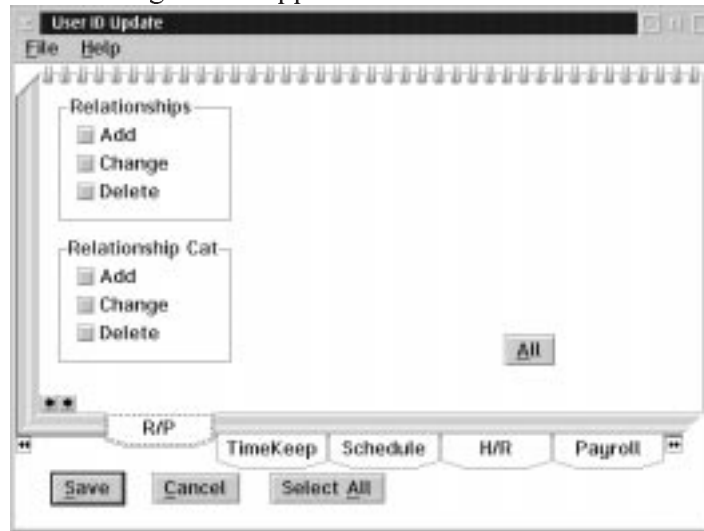 User ID Update
File Help
Relationships
Add
Change
Delete
Relationship Cat
Add
Change
Delete
All
R/P
TimeKeep Schedule H/R Payroll
Save Cancel Select All